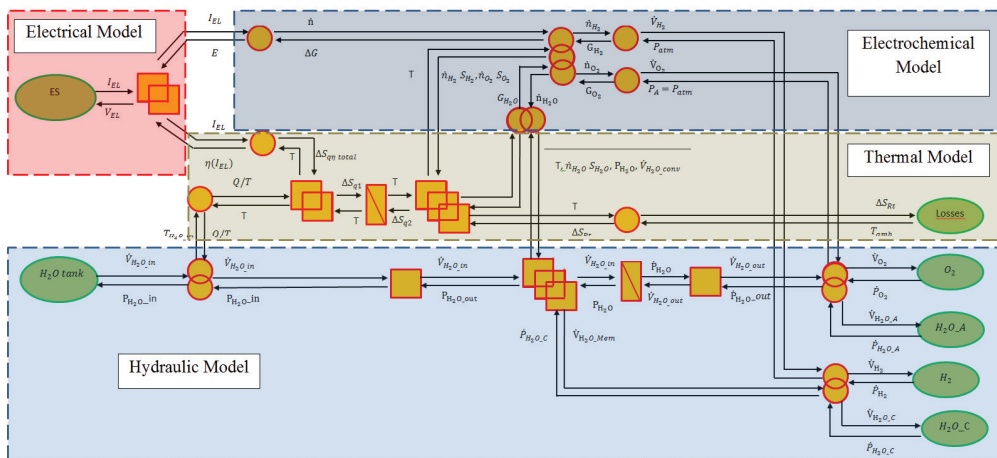 Electrical Model
ES
I_EL
V_EL
I_EL
E
ṅ
ΔG
ṅ_H₂
G_H₂
V̇_H₂
P_atm
ṅ_O₂
G_O₂
V̇_O₂
P_A = P_atm
Electrochemical
Model
T
ṅ_H₂ S_H₂, ṅ_O₂ S_O₂
G_H₂O
ṅ_H₂O
I_EL
η(I_EL)
ΔS_qη total
T
Q/T
T
ΔS_q1
T
T
ΔS_q2
T,ṅ_H₂O S_H₂O, P_H₂O, V̇_H₂O_conv
Thermal Model
T
ΔS_Rt
ΔS_Rt
T_amb
Losses
Q/T
H₂O tank
V̇_H₂O_in
P_H₂O_in
V̇_H₂O_in
P_H₂O_in
V̇_H₂O_in
P_H₂O_out
V̇_H₂O_in
P_H₂O
Ṗ_H₂O
V̇_H₂O_out
V̇_H₂O_out
Ṗ_H₂O_out
V̇_O₂
Ṗ_O₂
O₂
V̇_H₂O_A
Ṗ_H₂O_A
H₂O_A
Ṗ_H₂O_C
V̇_H₂O_Mem
Hydraulic Model
V̇_H₂
Ṗ_H₂
H₂
V̇_H₂O_C
Ṗ_H₂O_C
H₂O_C